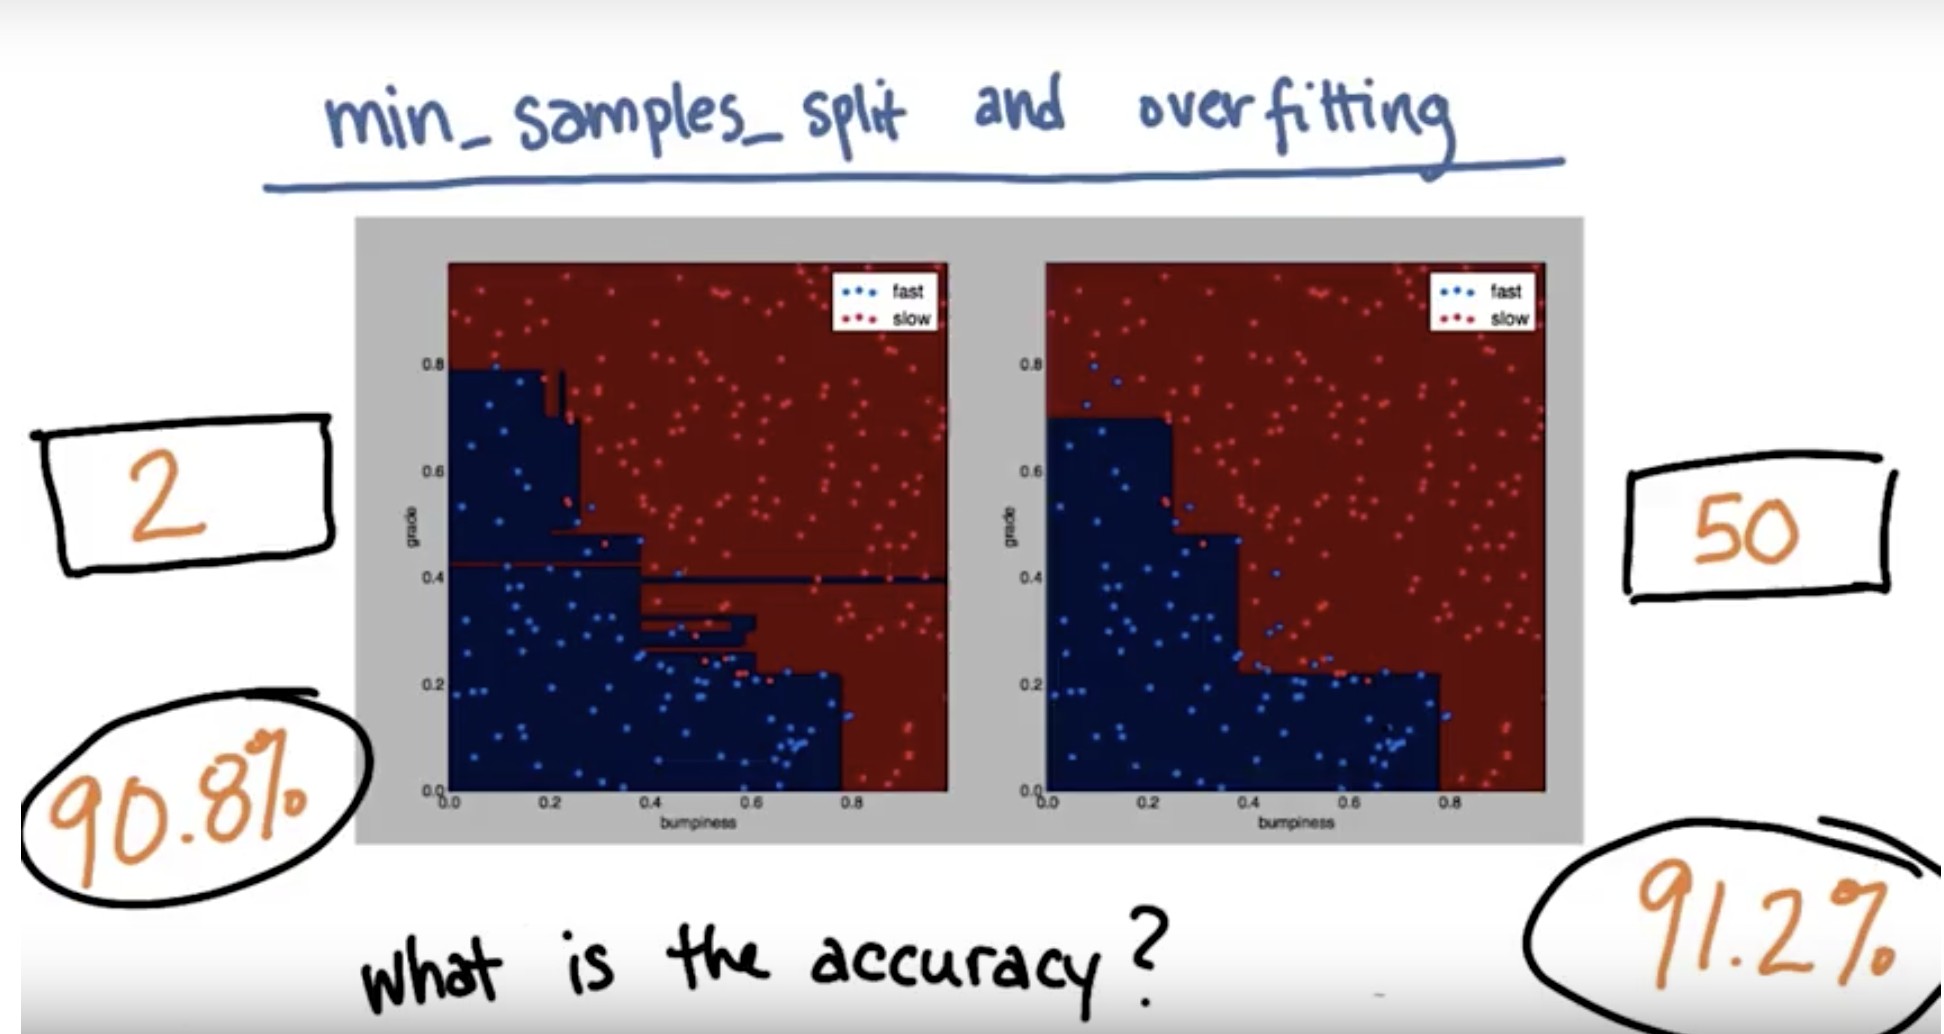 min_samples_split and overfitting
fast
slow
0.8
0.6
0.4
0.2
0.0
grade
0.0 0.2 0.4 0.6 0.8
bumpiness
fast
slow
0.8
0.6
0.4
0.2
0.0
grade
0.0 0.2 0.4 0.6 0.8
bumpiness
2
50
90.8%
91.2%
what is the accuracy?